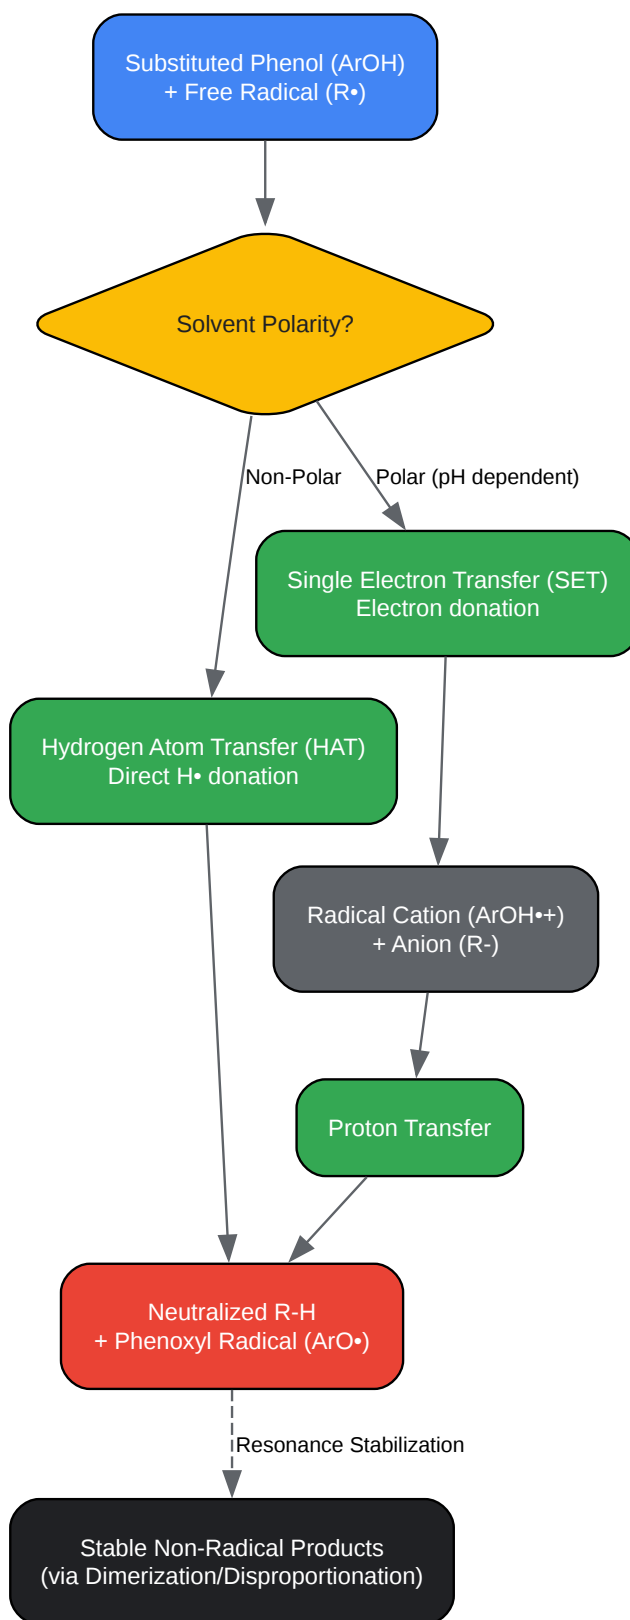 Substituted Phenol (ArOH)
+ Free Radical (R•)
Solvent Polarity?
Non-Polar
Polar (pH dependent)
Single Electron Transfer (SET)
Electron donation
Hydrogen Atom Transfer (HAT)
Direct H• donation
Radical Cation (ArOH•+)
+ Anion (R-)
Proton Transfer
Neutralized R-H
+ Phenoxyl Radical (ArO•)
Resonance Stabilization
Stable Non-Radical Products
(via Dimerization/Disproportionation)